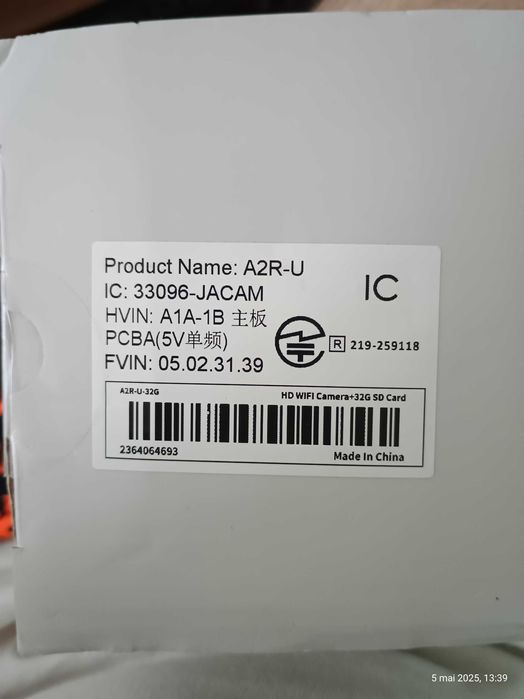 Product Name: A2R-U
IC: 33096-JACAM
IC
HVIN: A1A-1B 主板
PCBA(5V单频)
R 219-259118
FVIN: 05.02.31.39
A2R-U-32G HD WIFI Camera+32G SD Card
2364064693 Made In China
5 mai 2025, 13:39